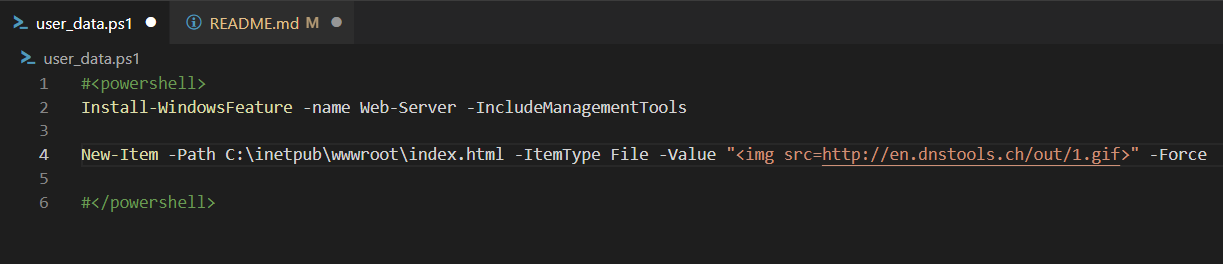 user_data.ps1
README.md M
user_data.ps1
1 #<powershell>
2 Install-WindowsFeature -name Web-Server -IncludeManagementTools
3
4 New-Item -Path C:\inetpub\wwwroot\index.html -ItemType File -Value "<img src=http://en.dnstools.ch/out/1.gif>" -Force
5
6 #</powershell>